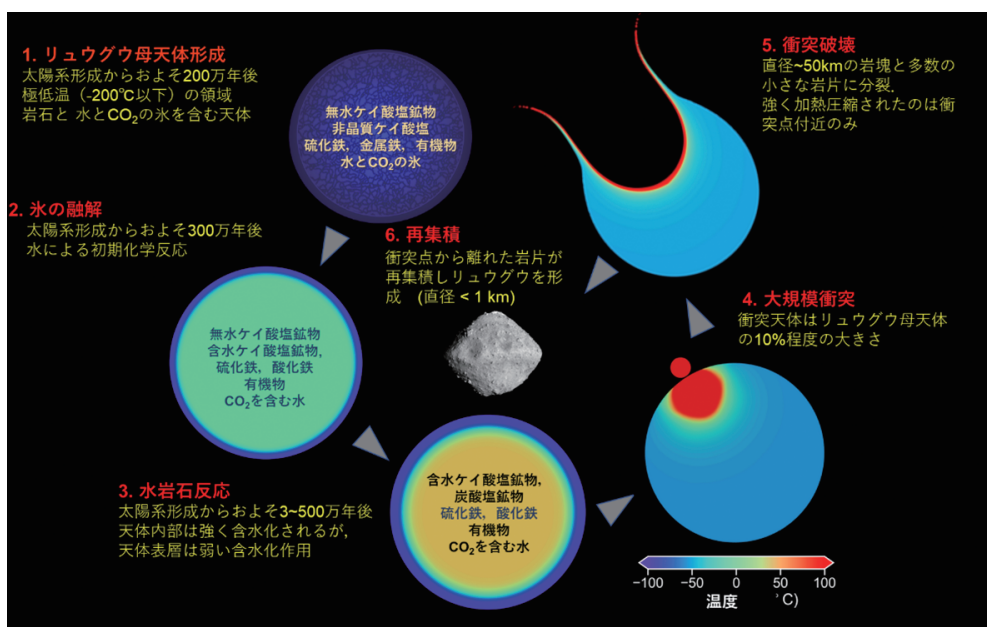 1. リュウグウ母天体形成
太陽系形成からおよそ200万年後
極低温（-200℃以下）の領域
岩石と 水とCO₂の氷を含む天体
無水ケイ酸塩鉱物
非晶質ケイ酸塩
硫化鉄，金属鉄，有機物
水とCO₂の氷
2. 氷の融解
太陽系形成からおよそ300万年後
水による初期化学反応
無水ケイ酸塩鉱物
含水ケイ酸塩鉱物,
硫化鉄，酸化鉄
有機物
CO₂を含む水
3. 水岩石反応
太陽系形成からおよそ3~500万年後
天体内部は強く含水化されるが，
天体表層は弱い含水化作用
含水ケイ酸塩鉱物，
炭酸塩鉱物
硫化鉄，酸化鉄
有機物
CO₂を含む水
4. 大規模衝突
衝突天体はリュウグウ母天体
の10%程度の大きさ
5. 衝突破壊
直径~50kmの岩塊と多数の
小さな岩片に分裂．
強く加熱圧縮されたのは衝
突点付近のみ
6. 再集積
衝突点から離れた岩片が
再集積しリュウグウを形
成 (直径 < 1 km)
−100 −50 0 50 100
温度 ゜C)